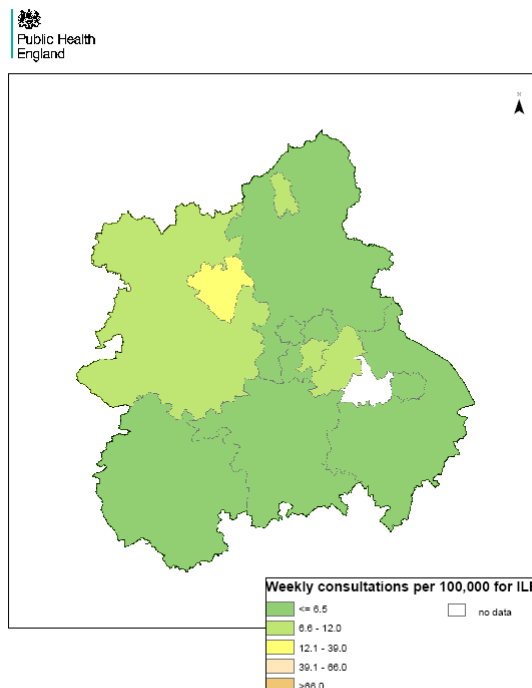 Public Health
England
N
Weekly consultations per 100,000 for ILI
<= 6.5
no data
6.6 - 12.0
12.1 - 39.0
39.1 - 66.0
>66.0